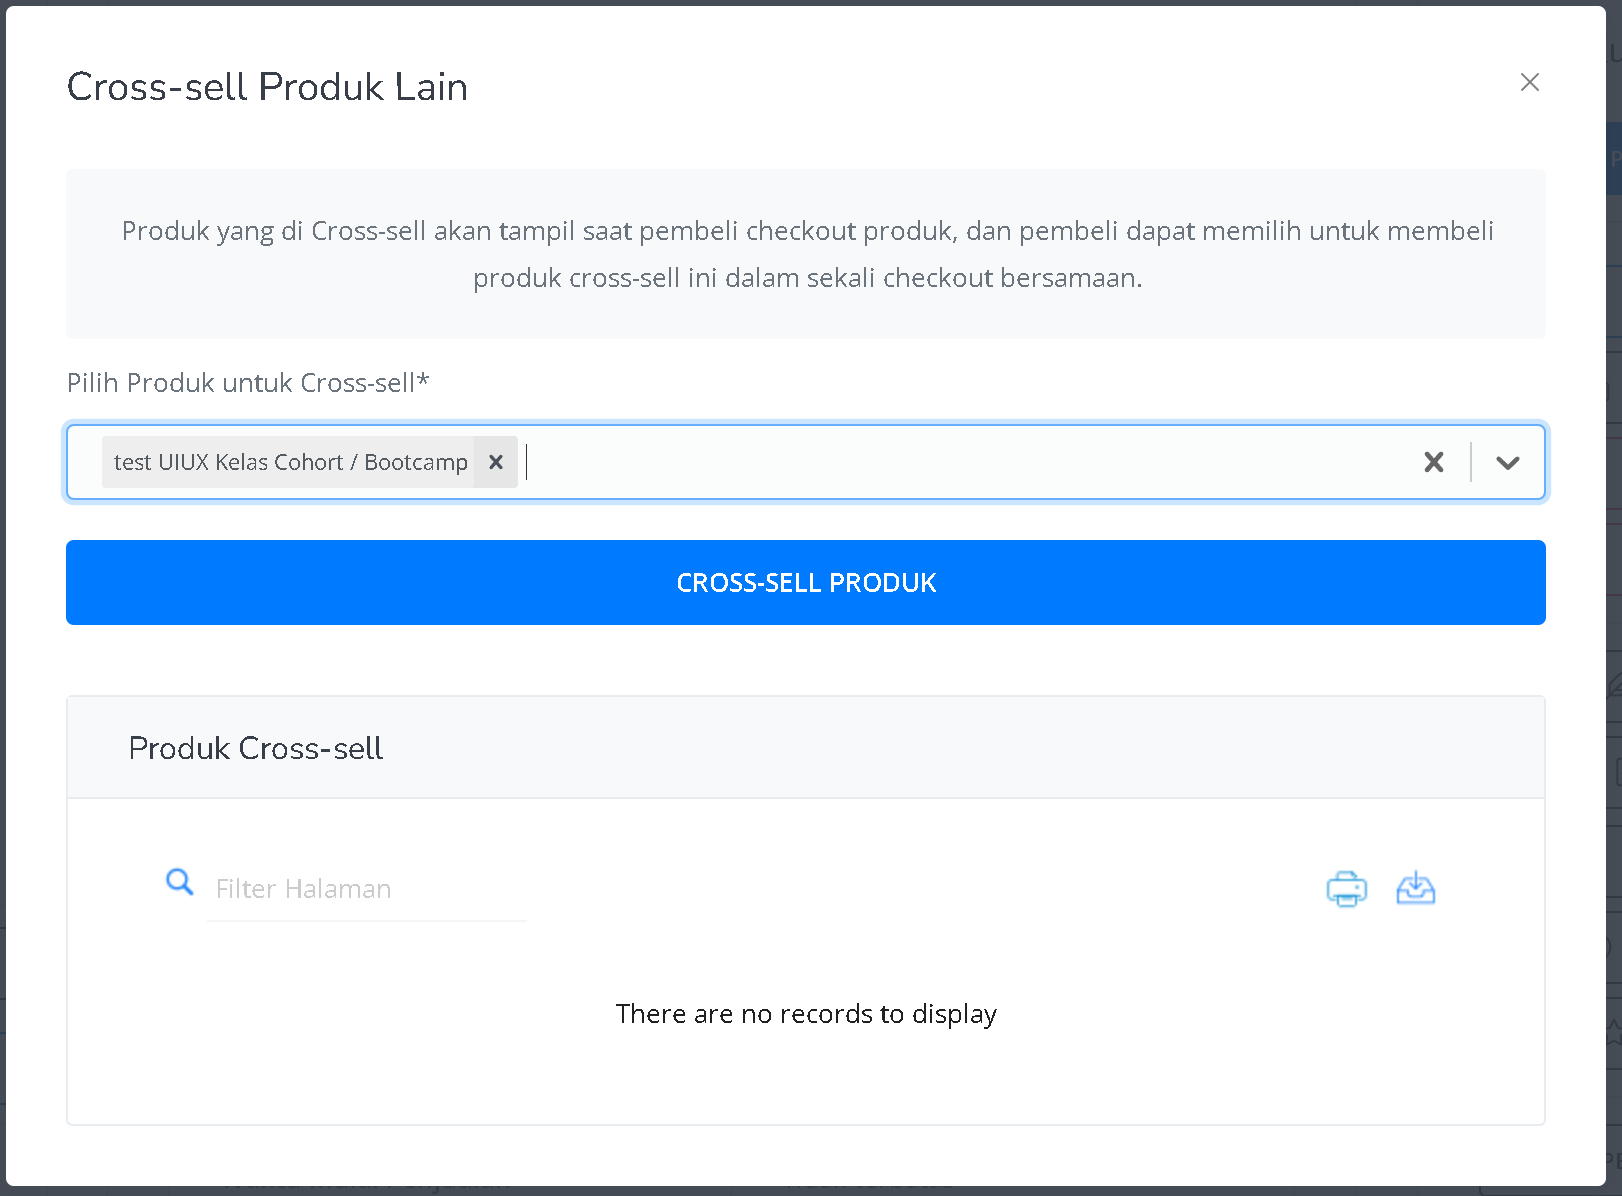 Cross-sell Produk Lain
Produk yang di Cross-sell akan tampil saat pembeli checkout produk, dan pembeli dapat memilih untuk membeli
produk cross-sell ini dalam sekali checkout bersamaan.
Pilih Produk untuk Cross-sell*
test UIUX Kelas Cohort / Bootcamp
CROSS-SELL PRODUK
Produk Cross-sell
Filter Halaman
There are no records to display